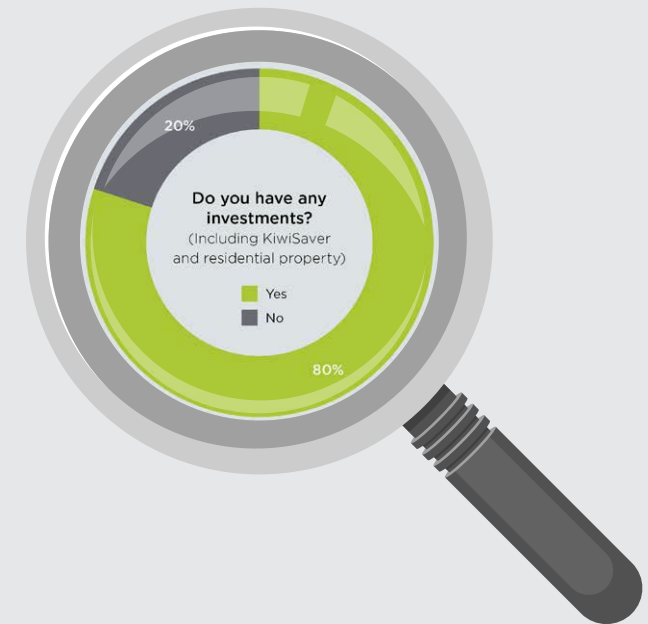 20%
Do you have any
investments?
(Including KiwiSaver
and residential property)
Yes
No
80%